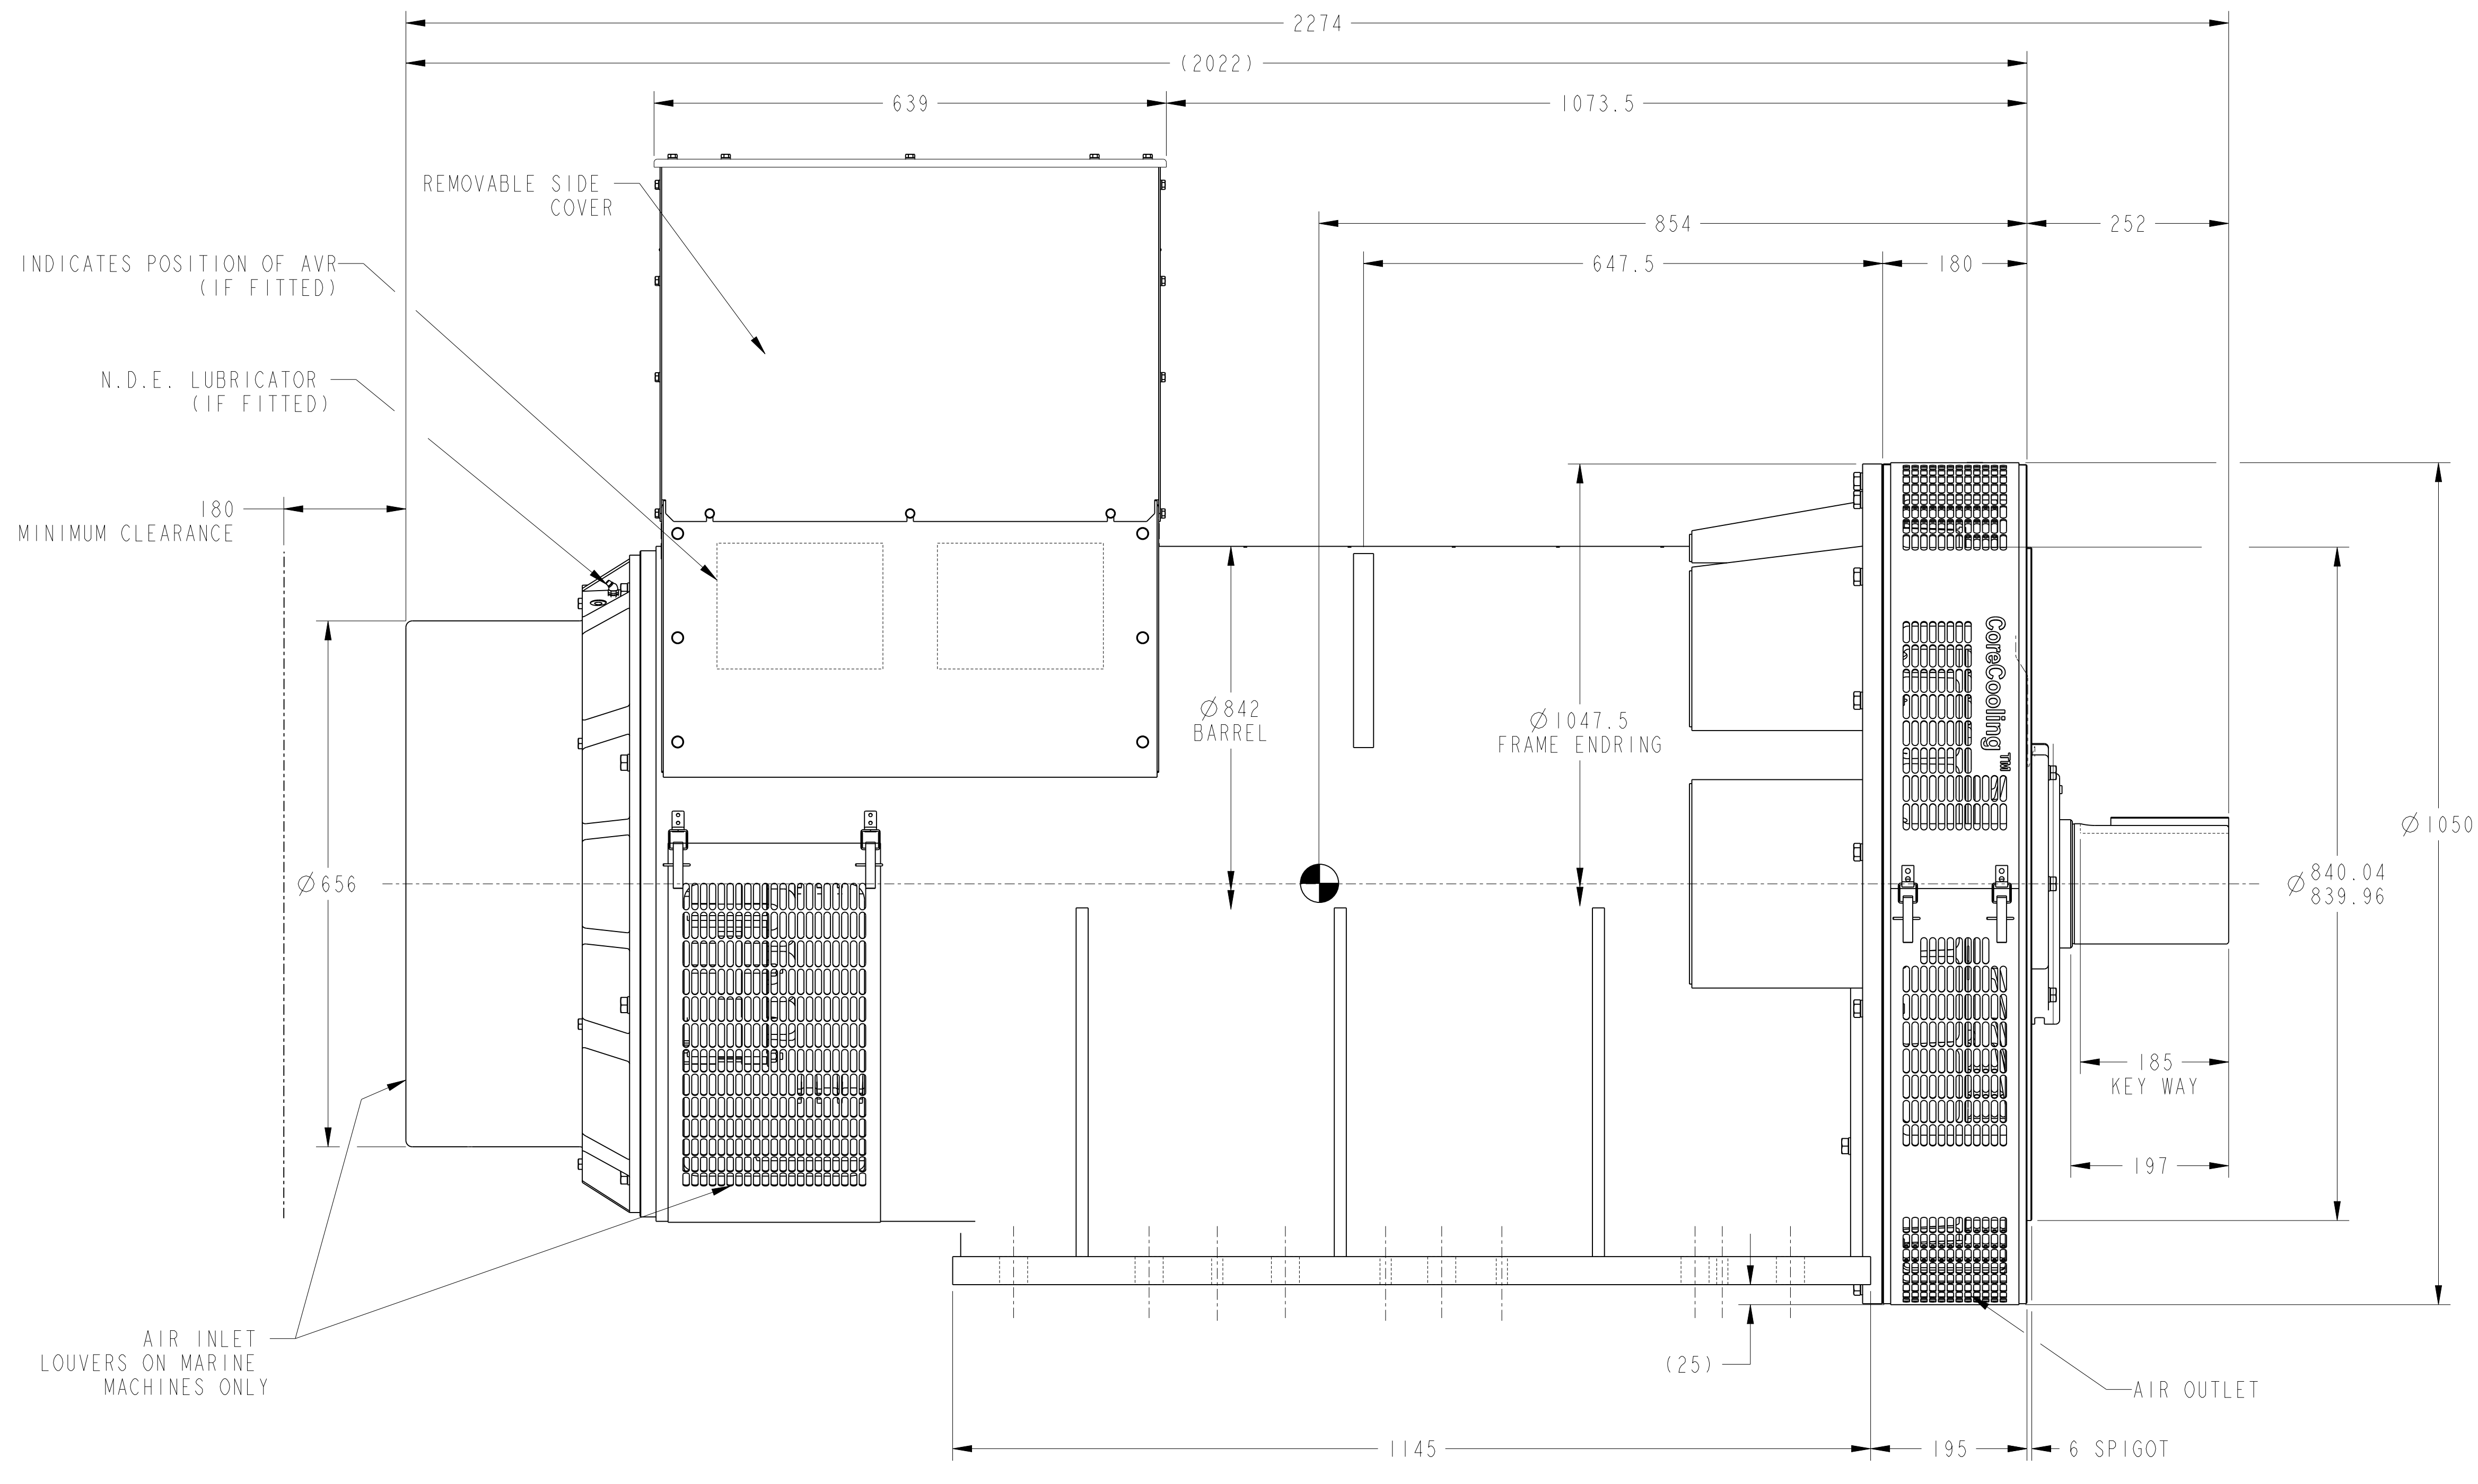 2274
(2022)
639
1073.5
REMOVABLE SIDE
COVER
854
252
INDICATES POSITION OF AVR
(IF FITTED)
647.5
180
N.D.E. LUBRICATOR
(IF FITTED)
180
MINIMUM CLEARANCE
CoreCooling™
Ø842
BARREL
Ø1047.5
FRAME ENDRING
Ø1050
Ø656
Ø840.04
839.96
185
KEY WAY
197
AIR INLET
LOUVERS ON MARINE
MACHINES ONLY
(25)
AIR OUTLET
1145
195
6 SPIGOT